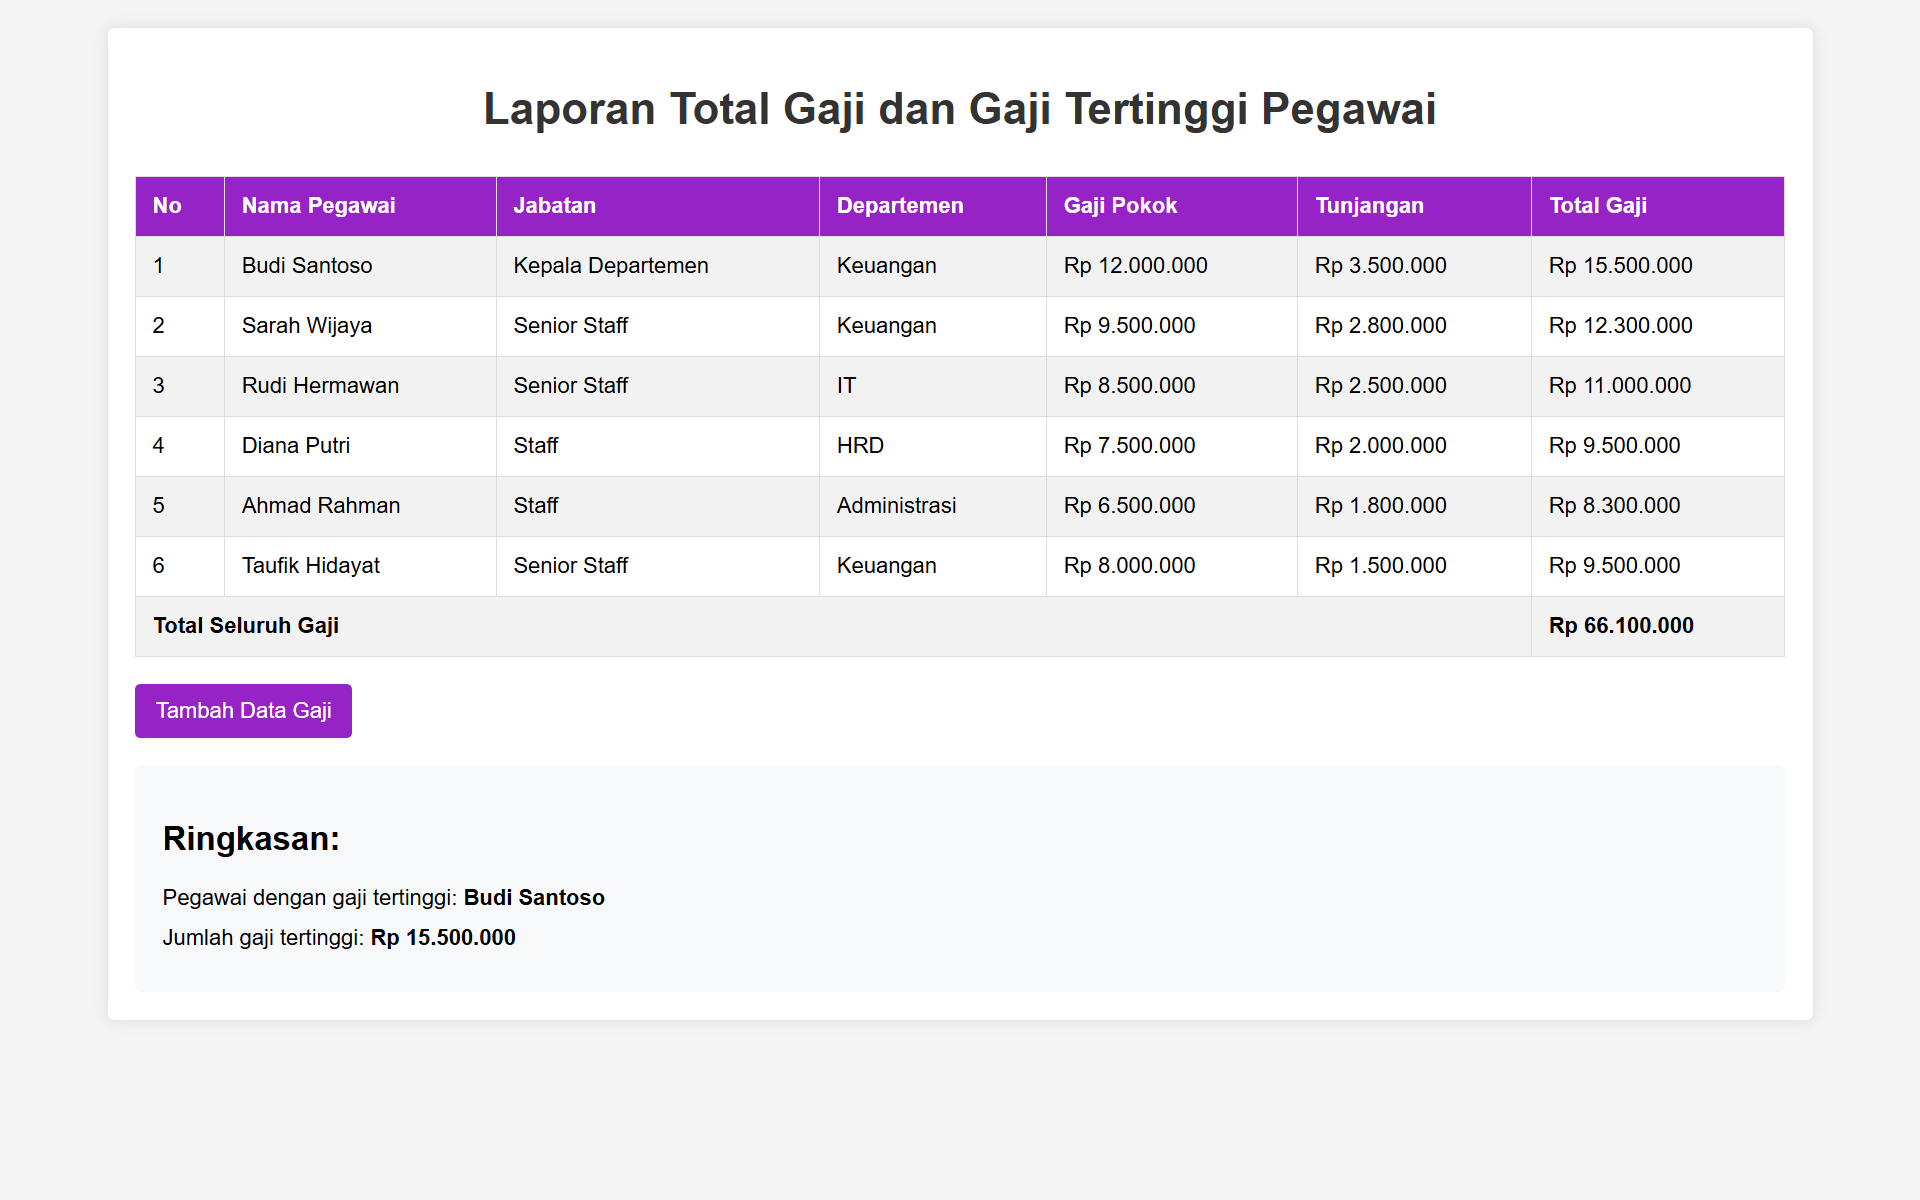 Laporan Total Gaji dan Gaji Tertinggi Pegawai
No Nama Pegawai Jabatan Departemen Gaji Pokok Tunjangan Total Gaji
1 Budi Santoso Kepala Departemen Keuangan Rp 12.000.000 Rp 3.500.000 Rp 15.500.000
2 Sarah Wijaya Senior Staff Keuangan Rp 9.500.000 Rp 2.800.000 Rp 12.300.000
3 Rudi Hermawan Senior Staff IT Rp 8.500.000 Rp 2.500.000 Rp 11.000.000
4 Diana Putri Staff HRD Rp 7.500.000 Rp 2.000.000 Rp 9.500.000
5 Ahmad Rahman Staff Administrasi Rp 6.500.000 Rp 1.800.000 Rp 8.300.000
6 Taufik Hidayat Senior Staff Keuangan Rp 8.000.000 Rp 1.500.000 Rp 9.500.000
Total Seluruh Gaji Rp 66.100.000
Tambah Data Gaji
Ringkasan:
Pegawai dengan gaji tertinggi: Budi Santoso
Jumlah gaji tertinggi: Rp 15.500.000